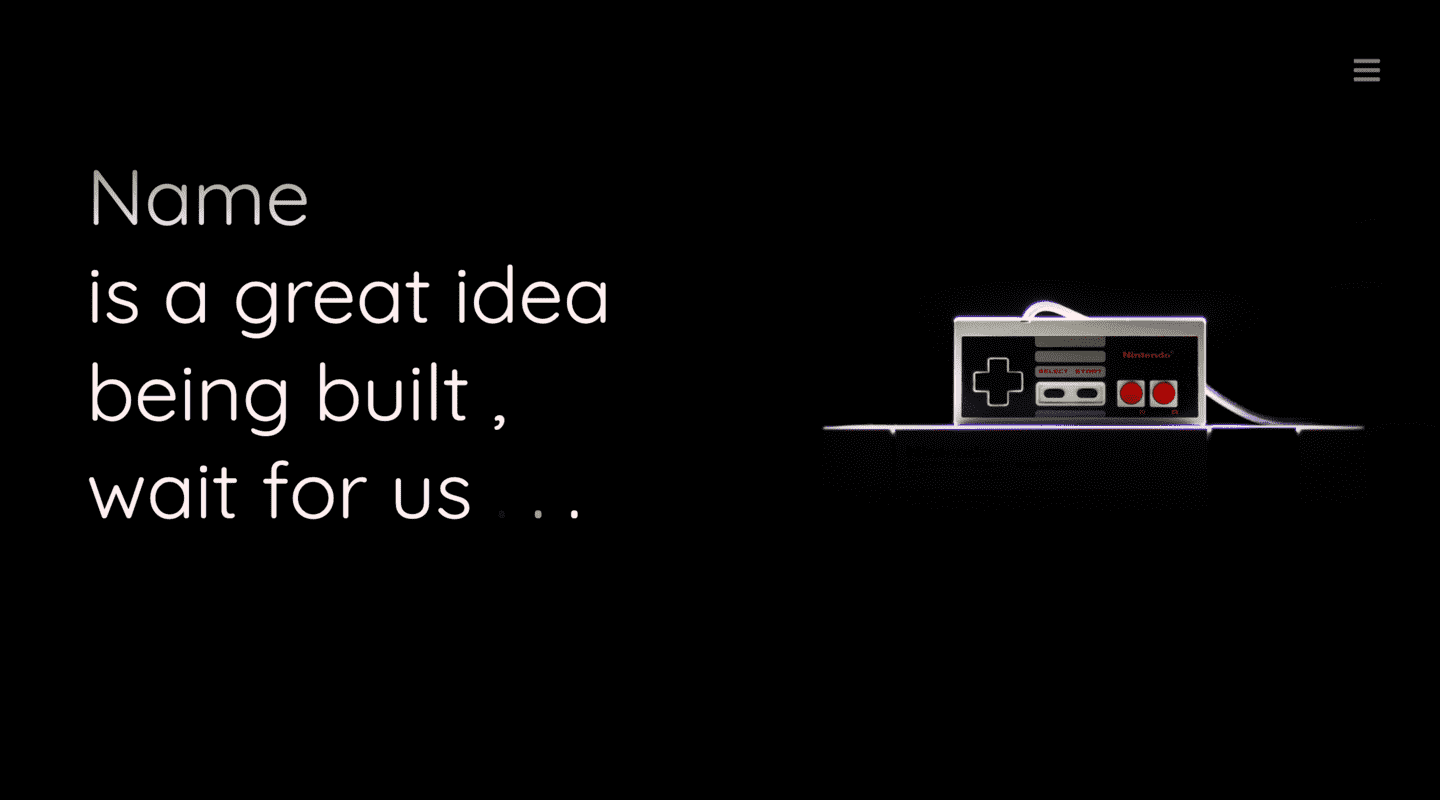 Name
is a great idea
being built ,
wait for us . . .
Nintendo
SELECT START